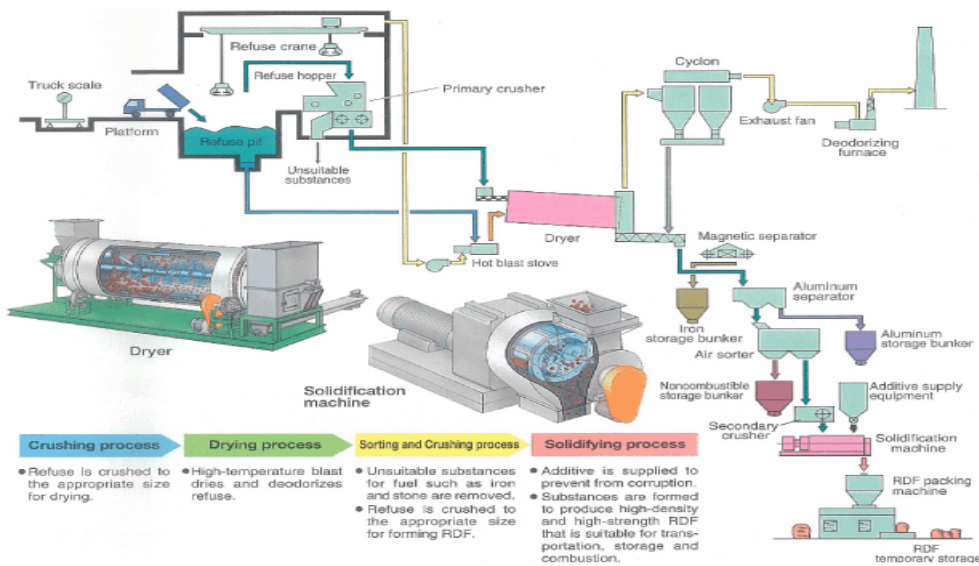 Refuse crane
Truck scale
Refuse hopper
Primary crusher
Platform
Refuse pit
Unsuitable
substances
Cyclon
Exhaust fan
Deodorizing
furnace
Dryer
Hot blast stove
Magnetic separator
Iron
storage bunker
Aluminum
separator
Aluminum
storage bunker
Air sorter
Noncombustible
storage bunker
Additive supply
equipment
Secondary
crusher
Solidification
machine
RDF packing
machine
RDF
temporary storage
Dryer
Solidification
machine
Crushing process
• Refuse is crushed to
the appropriate size
for drying.
Drying process
• High-temperature blast
dries and deodorizes
refuse.
Sorting and Crushing process
• Unsuitable substances
for fuel such as iron
and stone are removed.
• Refuse is crushed to
the appropriate size
for forming RDF.
Solidifying process
• Additive is supplied to
prevent from corruption.
• Substances are formed
to produce high-density
and high-strength RDF
that is suitable for trans-
portation, storage and
combustion.